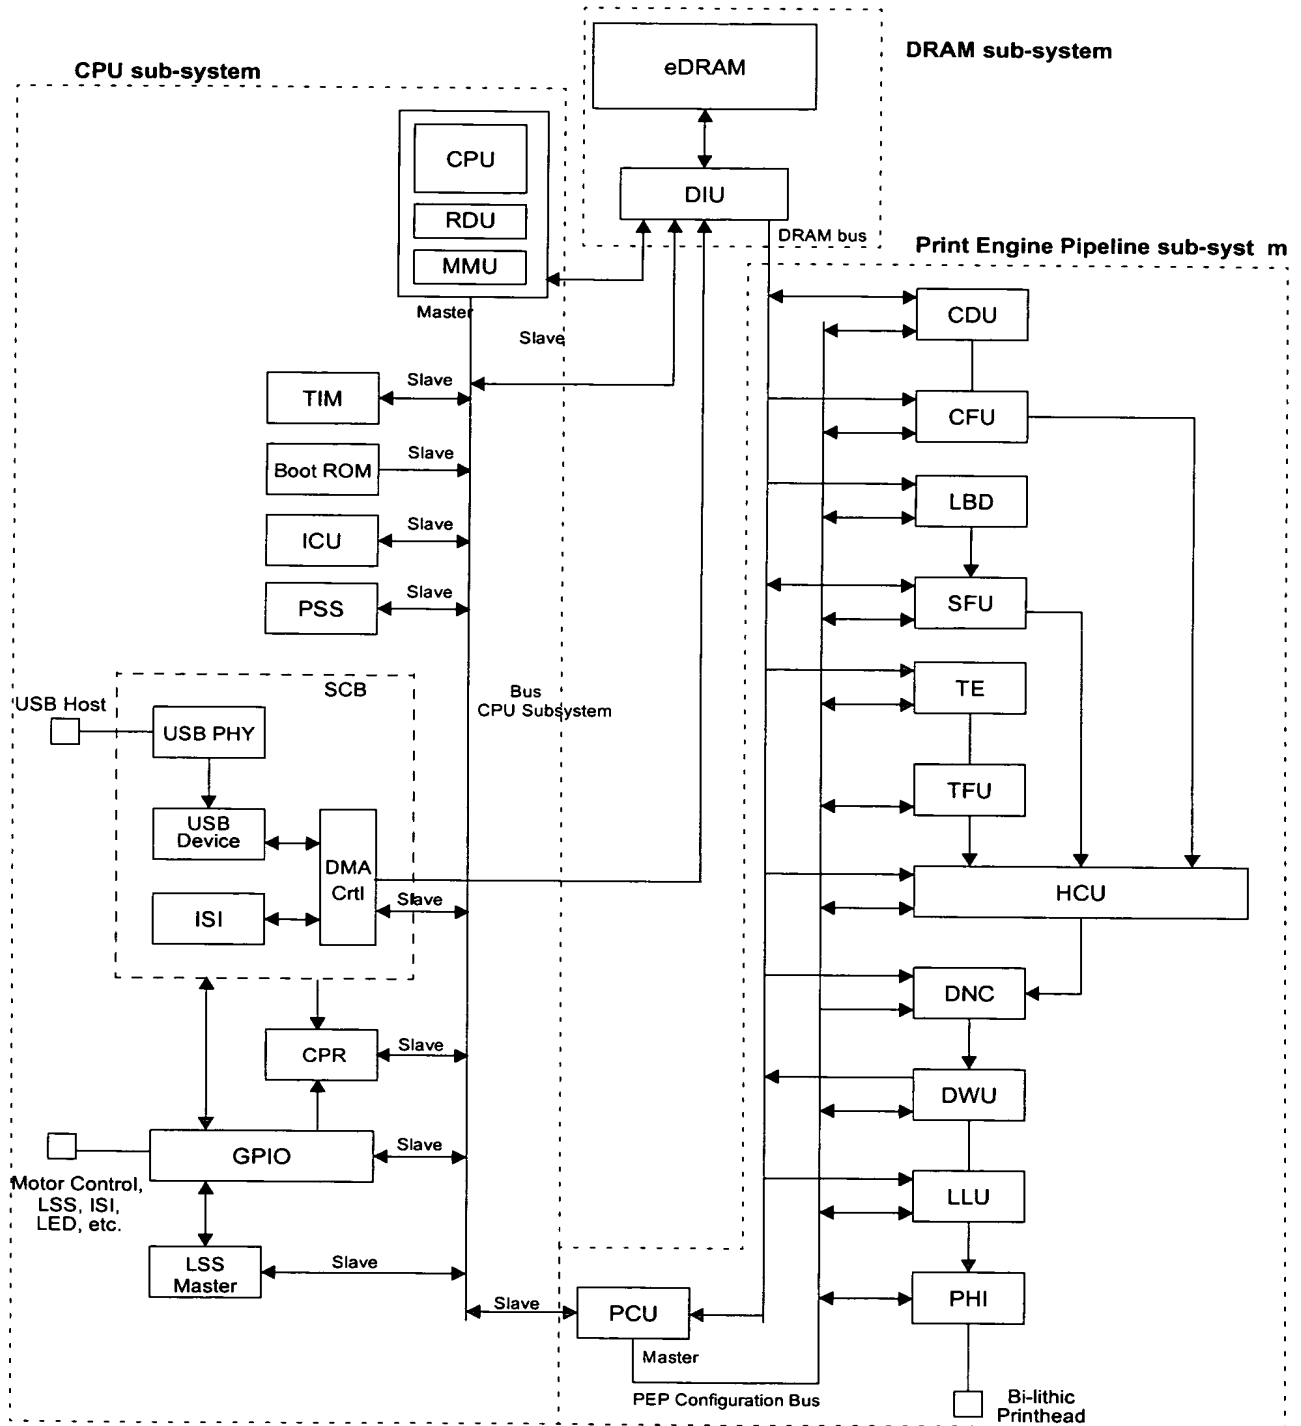 DRAM sub-system
CPU sub-system
eDRAM
CPU
RDU
MMU
Master
DIU
DRAM bus
Print Engine Pipeline sub-syst m
CDU
Slave
TIM
Slave
CFU
Boot ROM
Slave
LBD
ICU
Slave
PSS
Slave
SFU
SCB
TE
USB Host
USB PHY
Bus
CPU Subsystem
TFU
USB
Device
DMA
Crtl
Slave
ISI
HCU
DNC
CPR
Slave
DWU
GPIO
Slave
Motor Control,
LSS, ISI,
LED, etc.
LLU
LSS
Master
Slave
Slave
PCU
PHI
Master
PEP Configuration Bus
Bi-lithic
Printhead